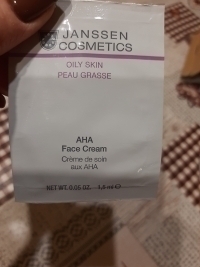 JANSSEN
COSMETICS
OILY SKIN
PEAU GRASSE
AHA
Face Cream
Crème de soin
aux AHA
NET WT. 0.05 OZ. 1,5 ml ℮